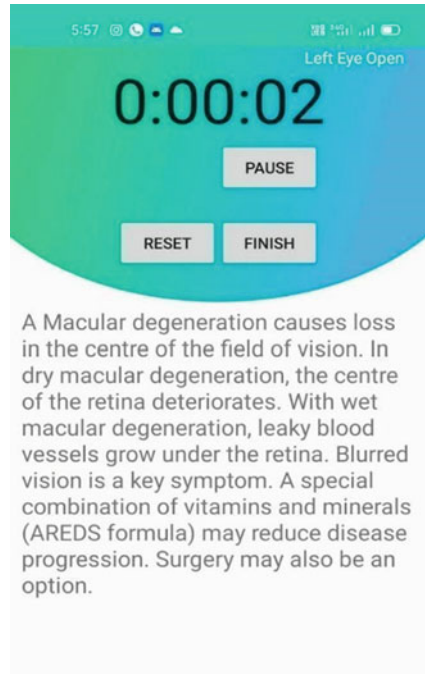 5:57
Left Eye Open
0:00:02
PAUSE
RESET FINISH
A Macular degeneration causes loss
in the centre of the field of vision. In
dry macular degeneration, the centre
of the retina deteriorates. With wet
macular degeneration, leaky blood
vessels grow under the retina. Blurred
vision is a key symptom. A special
combination of vitamins and minerals
(AREDS formula) may reduce disease
progression. Surgery may also be an
option.